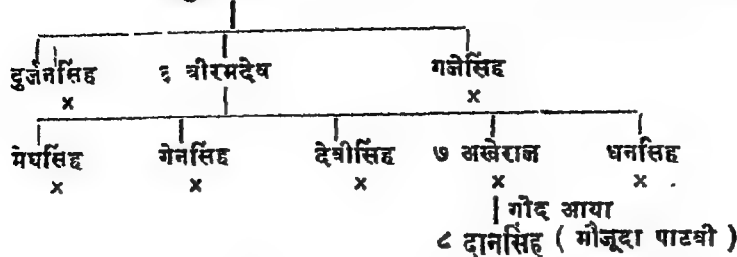 दुर्जनसिंह ६ वीरमदेव गजेसिंह
× ×
मेघसिंह गेनसिंह देवीसिंह ७ अखेराज धनसिंह
× × × × ×
गोद आया
८ दानसिंह ( मौजूदा पाटवी )